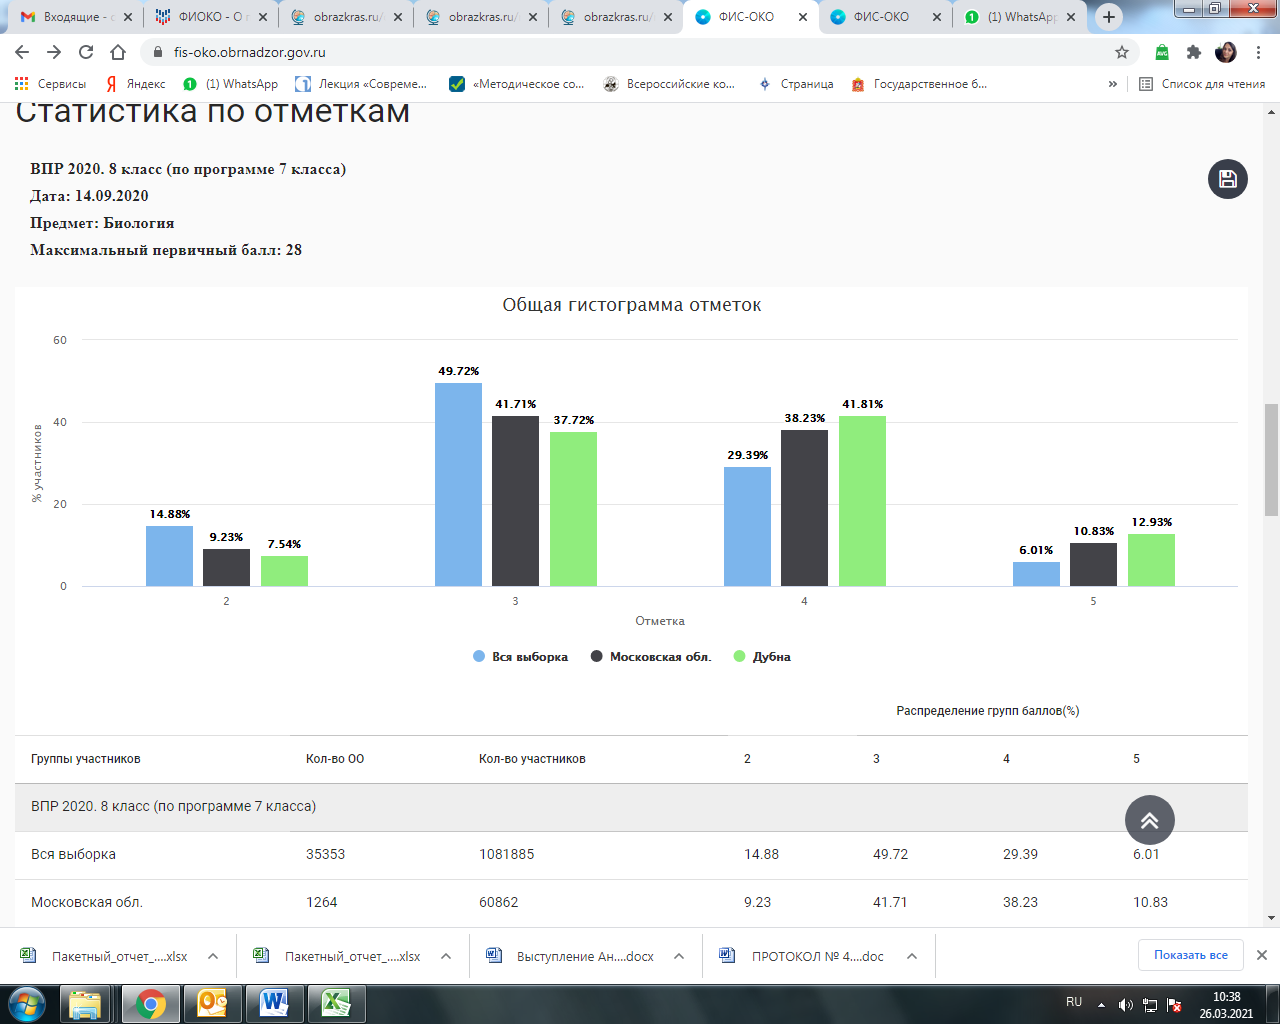 Входящие - c
ФИОКО - О г
obrazkras.ru/
obrazkras.ru/
obrazkras.ru/
ФИС-ОКО
ФИС-ОКО
(1) WhatsApp
fis-oko.obrnadzor.gov.ru
Сервисы
Яндекс
(1) WhatsApp
Лекция «Совреме...
«Методическое со...
Всероссийские ко...
Страница
Государственное б...
Список для чтения
Статистика по отметкам
ВПР 2020. 8 класс (по программе 7 класса)
Дата: 14.09.2020
Предмет: Биология
Максимальный первичный балл: 28
Общая гистограмма отметок
% участников
60
40
20
0
14.88%
9.23%
7.54%
49.72%
41.71%
37.72%
29.39%
38.23%
41.81%
6.01%
10.83%
12.93%
2 3 4 5
Отметка
Вся выборка Московская обл. Дубна
Распределение групп баллов(%)
Группы участников Кол-во ОО Кол-во участников 2 3 4 5
ВПР 2020. 8 класс (по программе 7 класса)
Вся выборка 35353 1081885 14.88 49.72 29.39 6.01
Московская обл. 1264 60862 9.23 41.71 38.23 10.83
Пакетный_отчет_....xlsx
Пакетный_отчет_....xlsx
Выступление Ан....docx
ПРОТОКОЛ № 4....doc
Показать все
RU
10:38
26.03.2021